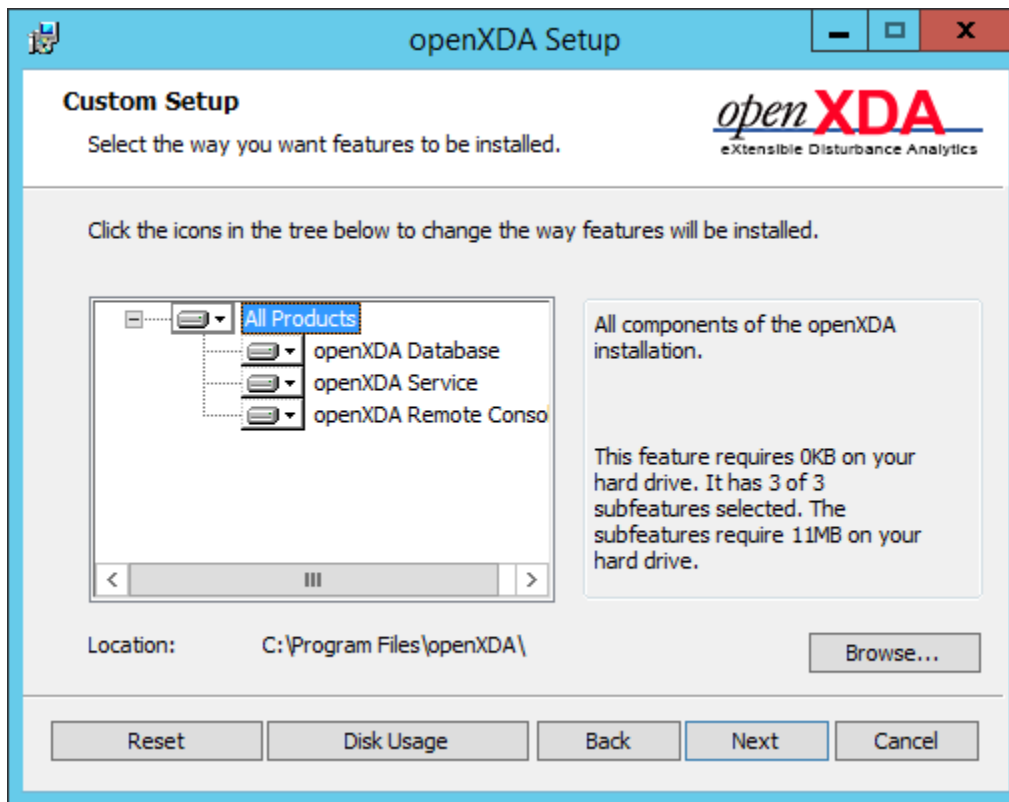 openXDA Setup
Custom Setup
Select the way you want features to be installed.
open XDA
eXtensible Disturbance Analytics
Click the icons in the tree below to change the way features will be installed.
All Products
openXDA Database
openXDA Service
openXDA Remote Conso
All components of the openXDA
installation.
This feature requires 0KB on your
hard drive. It has 3 of 3
subfeatures selected. The
subfeatures require 11MB on your
hard drive.
Location: C:\Program Files\openXDA\
Browse...
Reset Disk Usage Back Next Cancel